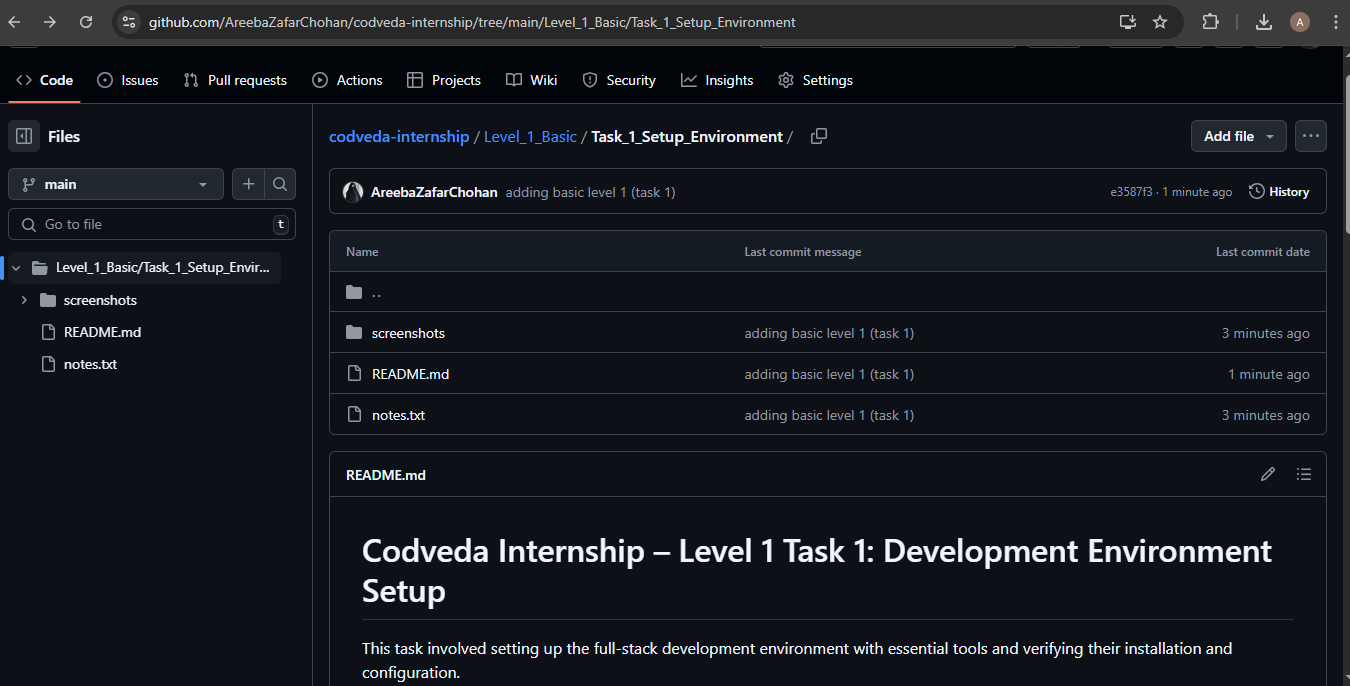 github.com/AreebaZafarChohan/codveda-internship/tree/main/Level_1_Basic/Task_1_Setup_Environment
A
Code Issues Pull requests Actions Projects Wiki Security Insights Settings
Files
main
Go to file t
Level_1_Basic/Task_1_Setup_Envir...
screenshots
README.md
notes.txt
codveda-internship / Level_1_Basic / Task_1_Setup_Environment /
Add file
AreebaZafarChohan adding basic level 1 (task 1) e3587f3 · 1 minute ago History
Name Last commit message Last commit date
..
screenshots adding basic level 1 (task 1) 3 minutes ago
README.md adding basic level 1 (task 1) 1 minute ago
notes.txt adding basic level 1 (task 1) 3 minutes ago
README.md
Codveda Internship – Level 1 Task 1: Development Environment
Setup
This task involved setting up the full-stack development environment with essential tools and verifying their installation and
configuration.